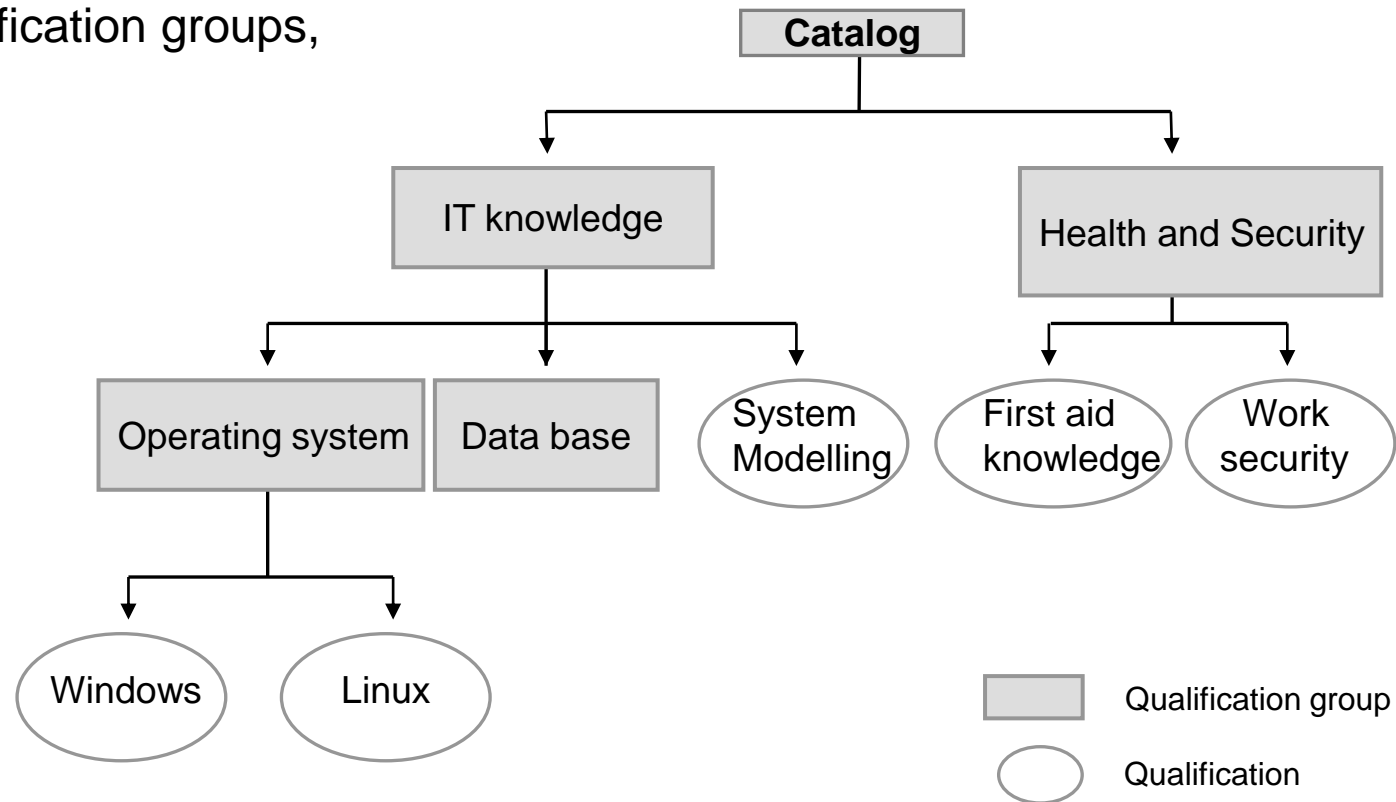 fication groups,
Catalog
IT knowledge
Health and Security
Operating system
Data base
System
Modelling
First aid
knowledge
Work
security
Windows
Linux
Qualification group
Qualification